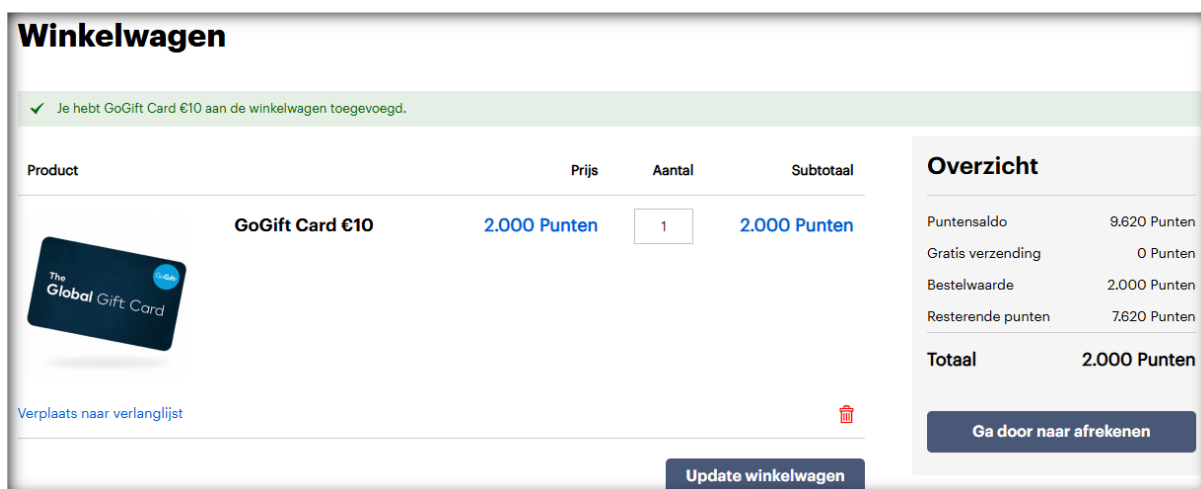 Winkelwagen
Je hebt GoGift Card €10 aan de winkelwagen toegevoegd.
Product Prijs Aantal Subtotaal
GoGift Card €10 2.000 Punten 1 2.000 Punten
The
Global Gift Card
GoGift
Verplaats naar verlanglijst
Update winkelwagen
Overzicht
Puntensaldo 9.620 Punten
Gratis verzending 0 Punten
Bestelwaarde 2.000 Punten
Resterende punten 7.620 Punten
Totaal 2.000 Punten
Ga door naar afrekenen